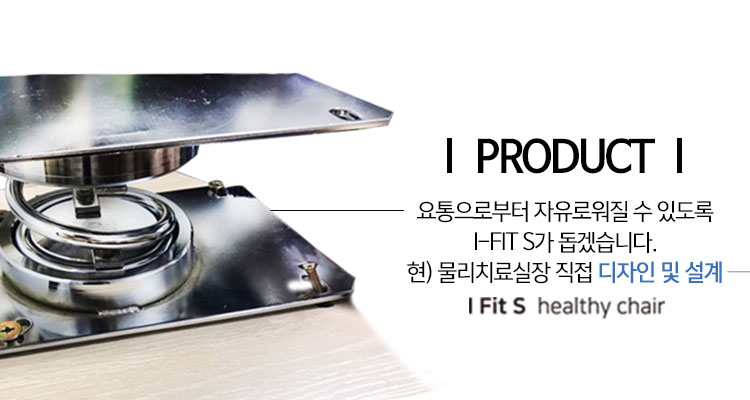 I PRODUCT I
요통으로부터 자유로워질 수 있도록
I-FIT S가 돕겠습니다.
현) 물리치료실장 직접 디자인 및 설계
I Fit S healthy chair